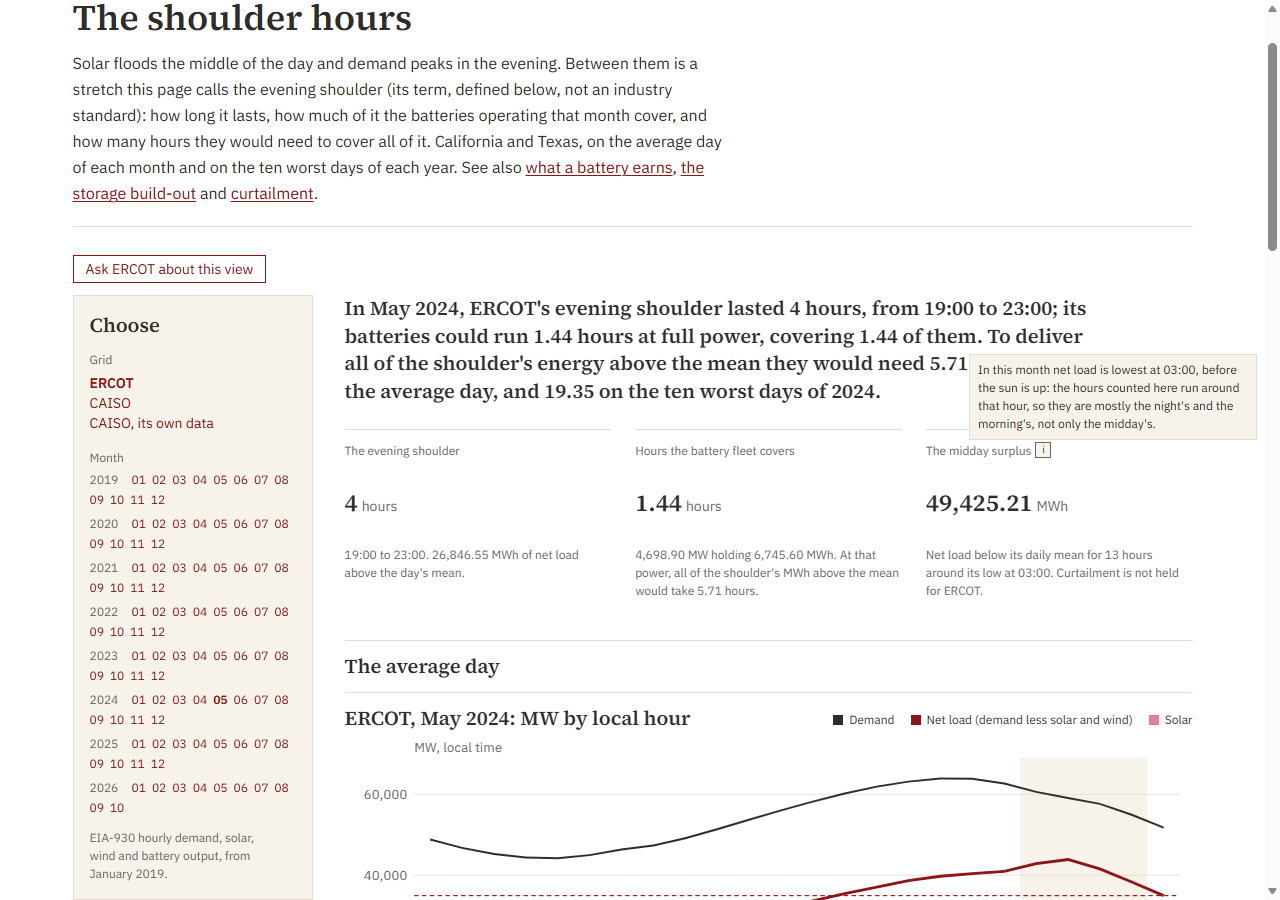 The shoulder hours
Solar floods the middle of the day and demand peaks in the evening. Between them is a
stretch this page calls the evening shoulder (its term, defined below, not an industry
standard): how long it lasts, how much of it the batteries operating that month cover, and
how many hours they would need to cover all of it. California and Texas, on the average day
of each month and on the ten worst days of each year. See also what a battery earns, the
storage build-out and curtailment.
Ask ERCOT about this view
Choose
Grid
ERCOT
CAISO
CAISO, its own data
Month
2019 01 02 03 04 05 06 07 08
09 10 11 12
2020 01 02 03 04 05 06 07 08
09 10 11 12
2021 01 02 03 04 05 06 07 08
09 10 11 12
2022 01 02 03 04 05 06 07 08
09 10 11 12
2023 01 02 03 04 05 06 07 08
09 10 11 12
2024 01 02 03 04 05 06 07 08
09 10 11 12
2025 01 02 03 04 05 06 07 08
09 10 11 12
2026 01 02 03 04 05 06 07 08
09 10
EIA-930 hourly demand, solar,
wind and battery output, from
January 2019.
In May 2024, ERCOT's evening shoulder lasted 4 hours, from 19:00 to 23:00; its
batteries could run 1.44 hours at full power, covering 1.44 of them. To deliver
all of the shoulder's energy above the mean they would need 5.71
the average day, and 19.35 on the ten worst days of 2024.
In this month net load is lowest at 03:00, before
the sun is up: the hours counted here run around
that hour, so they are mostly the night's and the
morning's, not only the midday's.
The evening shoulder
4 hours
19:00 to 23:00. 26,846.55 MWh of net load
above the day's mean.
Hours the battery fleet covers
1.44 hours
4,698.90 MW holding 6,745.60 MWh. At that
power, all of the shoulder's MWh above the mean
would take 5.71 hours.
The midday surplus i
49,425.21 MWh
Net load below its daily mean for 13 hours
around its low at 03:00. Curtailment is not held
for ERCOT.
The average day
ERCOT, May 2024: MW by local hour
Demand
Net load (demand less solar and wind)
Solar
MW, local time
60,000
40,000